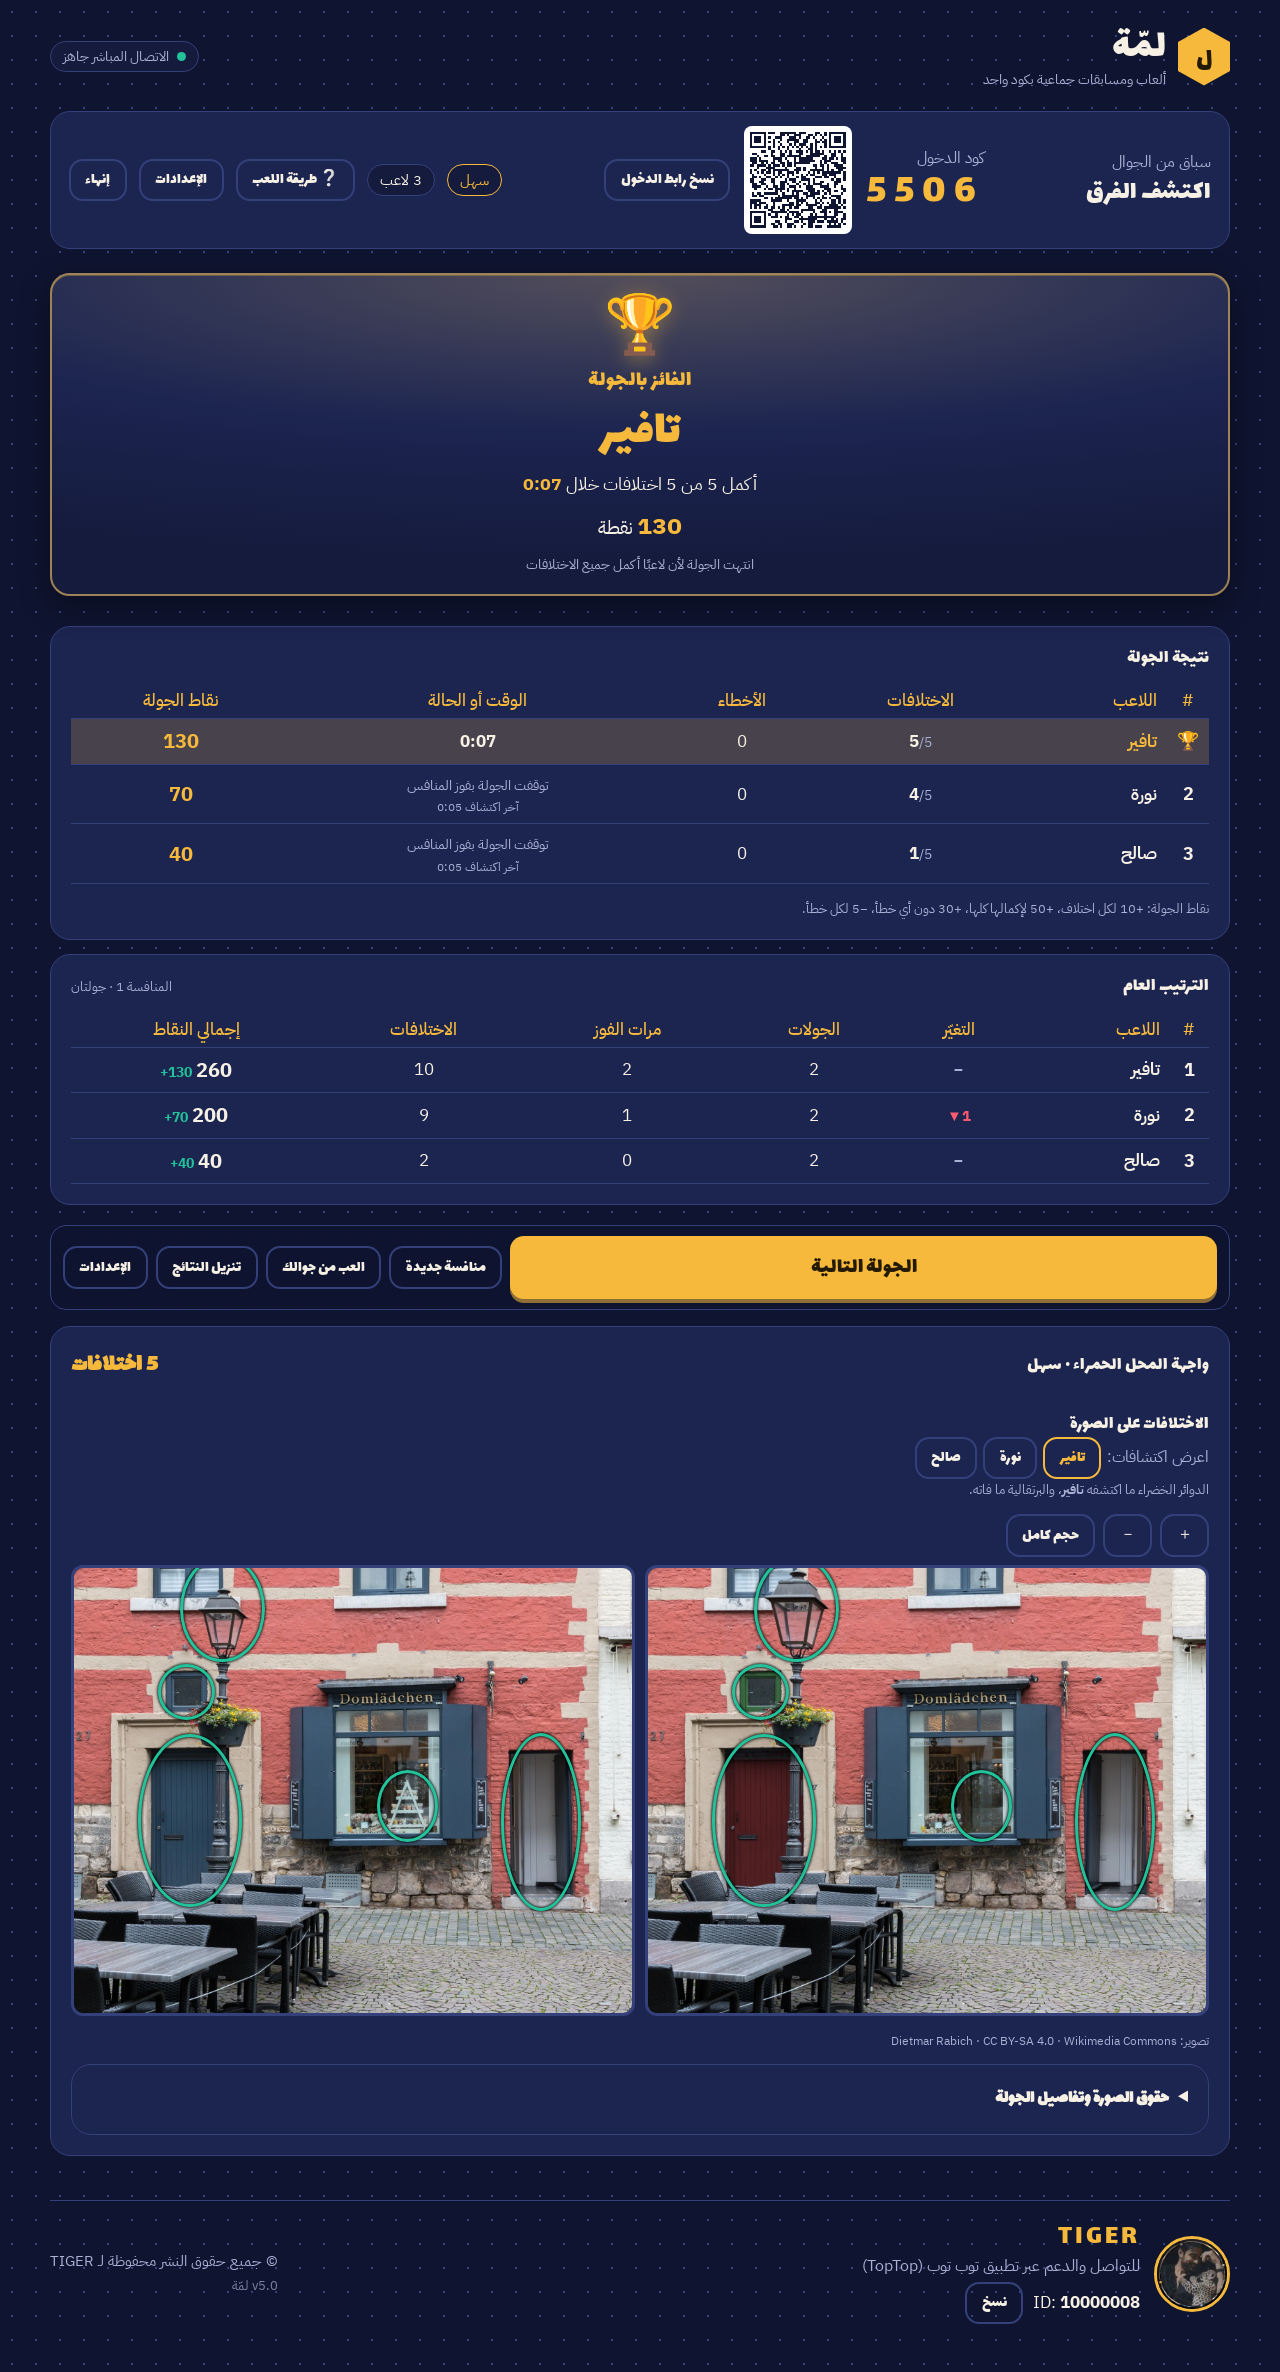 ل
لمّة
ألعاب ومسابقات جماعية بكود واحد
الاتصال المباشر جاهز
سباق من الجوال
اكتشف الفرق
كود الدخول
5506
نسخ رابط الدخول
سهل
3 لاعب
❔ طريقة اللعب
الإعدادات
إنهاء
الفائز بالجولة
تافير
أكمل 5 من 5 اختلافات خلال 0:07
130 نقطة
انتهت الجولة لأن لاعبًا أكمل جميع الاختلافات
نتيجة الجولة
# اللاعب الاختلافات الأخطاء الوقت أو الحالة نقاط الجولة
🏆 تافير 5/5 0 0:07 130
2 نورة 4/5 0 توقفت الجولة بفوز المنافس آخر اكتشاف 0:05 70
3 صالح 1/5 0 توقفت الجولة بفوز المنافس آخر اكتشاف 0:05 40
نقاط الجولة: +10 لكل اختلاف، +50 لإكمالها كلها، +30 دون أي خطأ، −5 لكل خطأ.
الترتيب العام
المنافسة 1 · جولتان
# اللاعب التغيّر الجولات مرات الفوز الاختلافات إجمالي النقاط
1 تافير – 2 2 10 260 +130
2 نورة ▼1 2 1 9 200 +70
3 صالح – 2 0 2 40 +40
الجولة التالية
منافسة جديدة
العب من جوالك
تنزيل النتائج
الإعدادات
واجهة المحل الحمراء · سهل
5 اختلافات
الاختلافات على الصورة
اعرض اكتشافات: تافير نورة صالح
الدوائر الخضراء ما اكتشفه تافير، والبرتقالية ما فاته.
+
−
حجم كامل
Domlädchen
Domlädchen
تصوير: Dietmar Rabich · CC BY-SA 4.0 · Wikimedia Commons
◀ حقوق الصورة وتفاصيل الجولة
TIGER
للتواصل والدعم عبر تطبيق توب توب (TopTop)
ID: 10000008
نسخ
© جميع حقوق النشر محفوظة لـ TIGER
لمّة v5.0